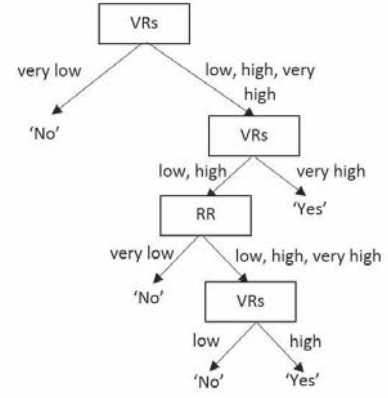 VRs
very low
low, high, very
high
'No'
VRs
low, high
very high
RR
'Yes'
very low
low, high, very high
'No'
VRs
low
high
'No'
'Yes'